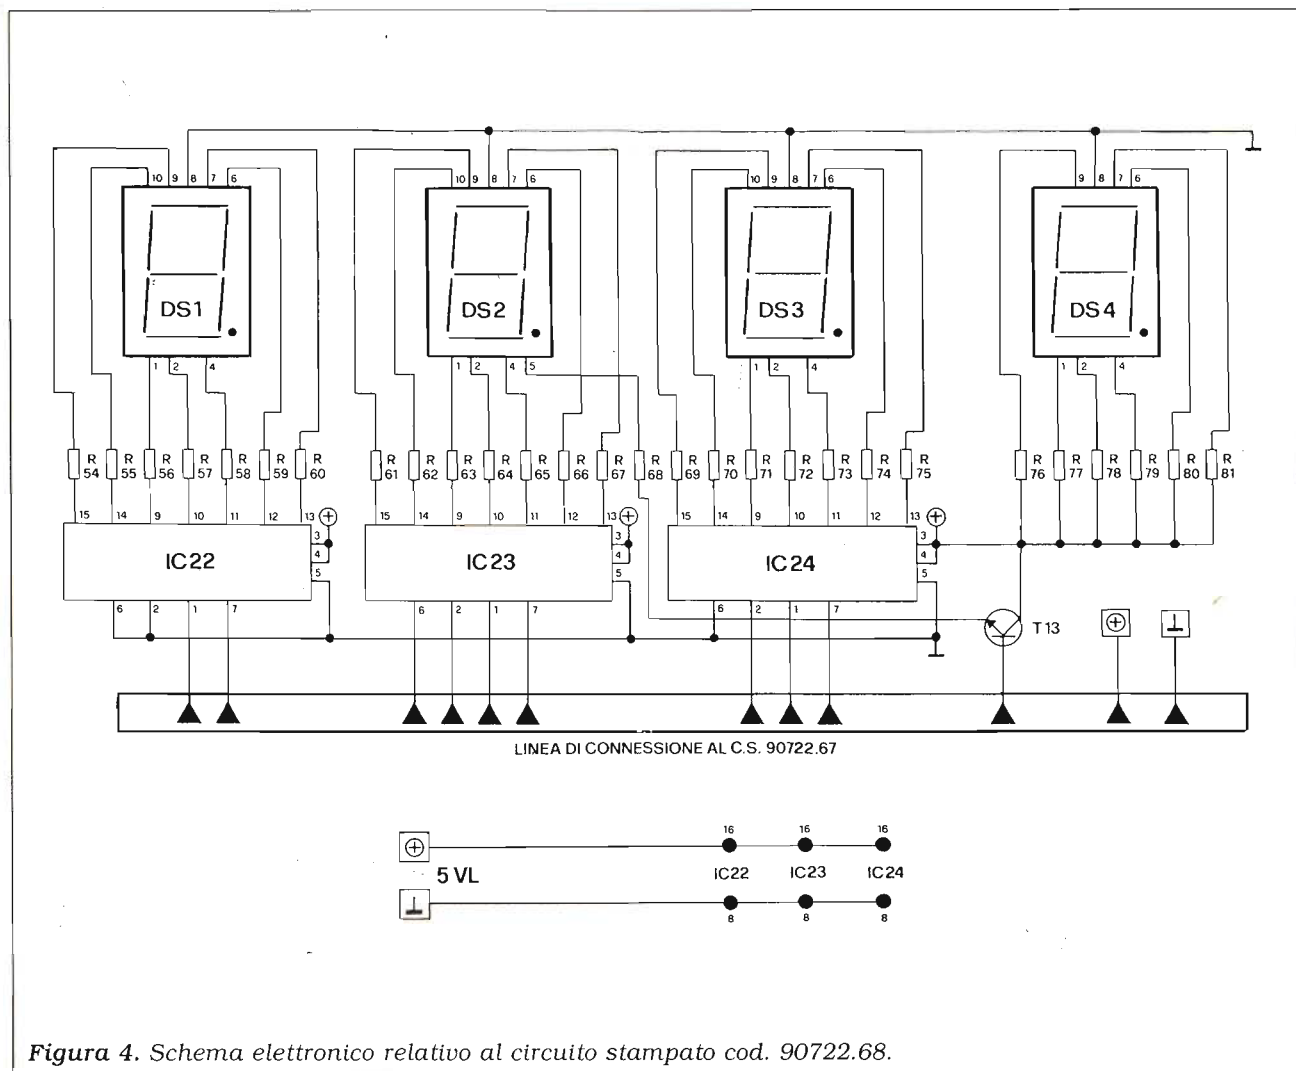 10 9 8 7 6 10 9 8 7 6 10 9 8 7 6 9 8 7 6
DS1 DS2 DS3 DS4
1 2 4 1 2 4 5 1 2 4 1 2 4
R 54 R 55 R 56 R 57 R 58 R 59 R 60 R 61 R 62 R 63 R 64 R 65 R 66 R 67 R 68 R 69 R 70 R 71 R 72 R 73 R 74 R 75 R 76 R 77 R 78 R 79 R 80 R 81
15 14 9 10 11 12 13 15 14 9 10 11 12 13 15 14 9 10 11 12 13
3 3 3
4 4 4
IC22 IC23 IC24
5 5 5
6 2 1 7 6 2 1 7 6 2 1 7
T13
LINEA DI CONNESSIONE AL C.S. 90722.67
16 16 16
5 VL IC22 IC23 IC24
8 8 8
Figura 4. Schema elettronico relativo al circuito stampato cod. 90722.68.